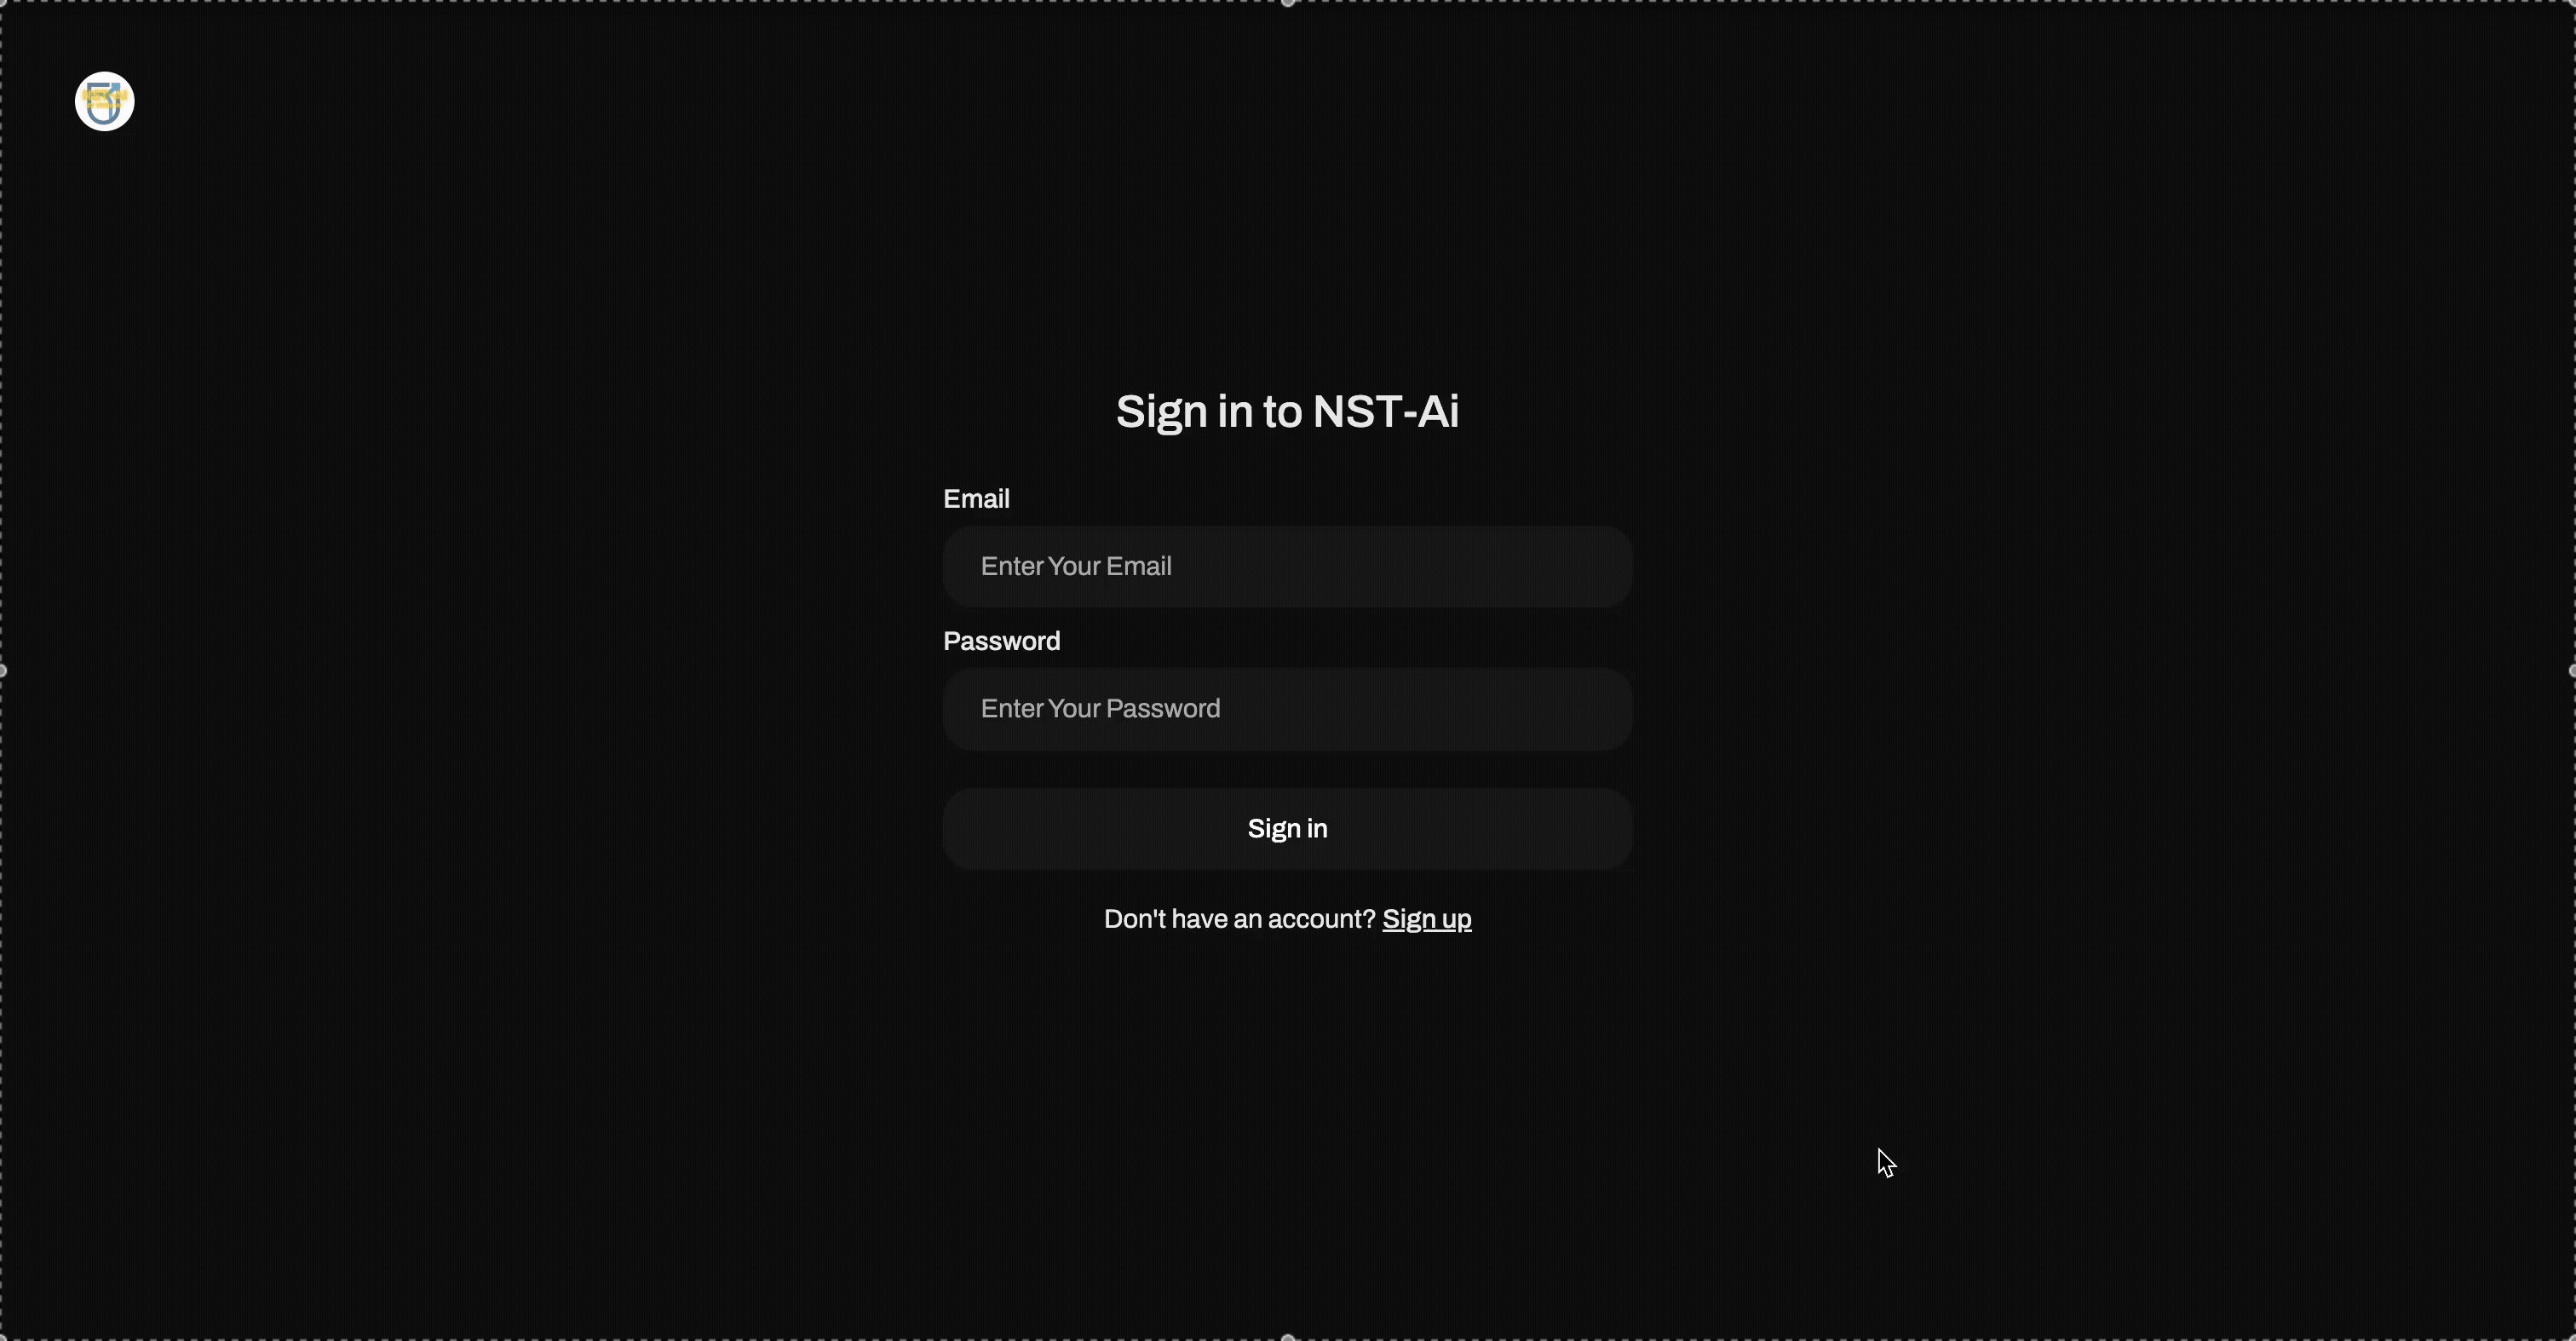 Sign in to NST-Ai
Email
Enter Your Email
Password
Enter Your Password
Sign in
Don't have an account? Sign up